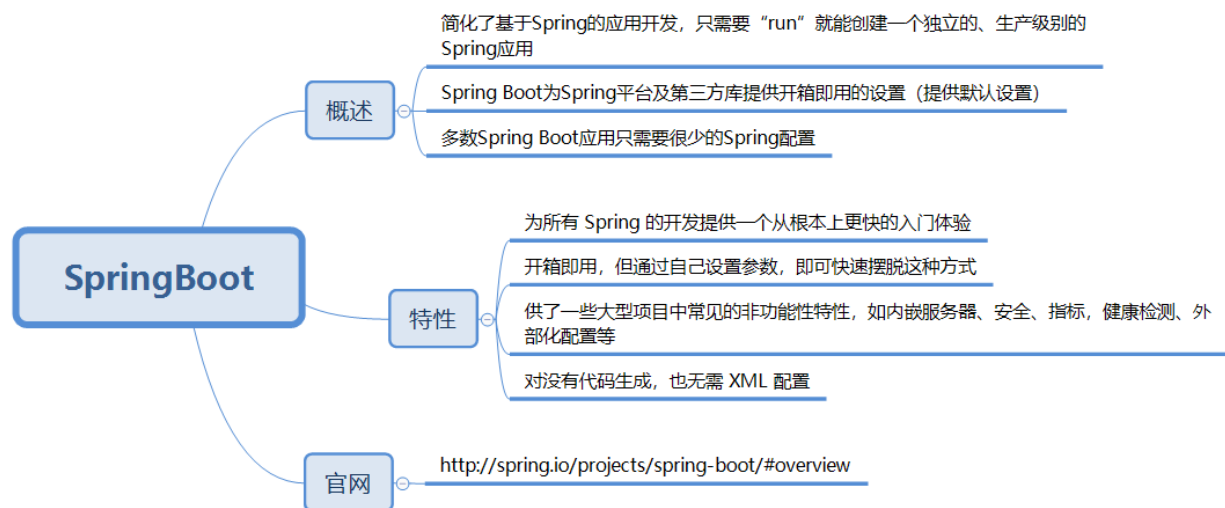 SpringBoot
概述
简化了基于Spring的应用开发，只需要“run”就能创建一个独立的、生产级别的
Spring应用
Spring Boot为Spring平台及第三方库提供开箱即用的设置（提供默认设置）
多数Spring Boot应用只需要很少的Spring配置
特性
为所有 Spring 的开发提供一个从根本上更快的入门体验
开箱即用，但通过自己设置参数，即可快速摆脱这种方式
供了一些大型项目中常见的非功能性特性，如内嵌服务器、安全、指标，健康检测、外
部化配置等
对没有代码生成，也无需 XML 配置
官网
http://spring.io/projects/spring-boot/#overview